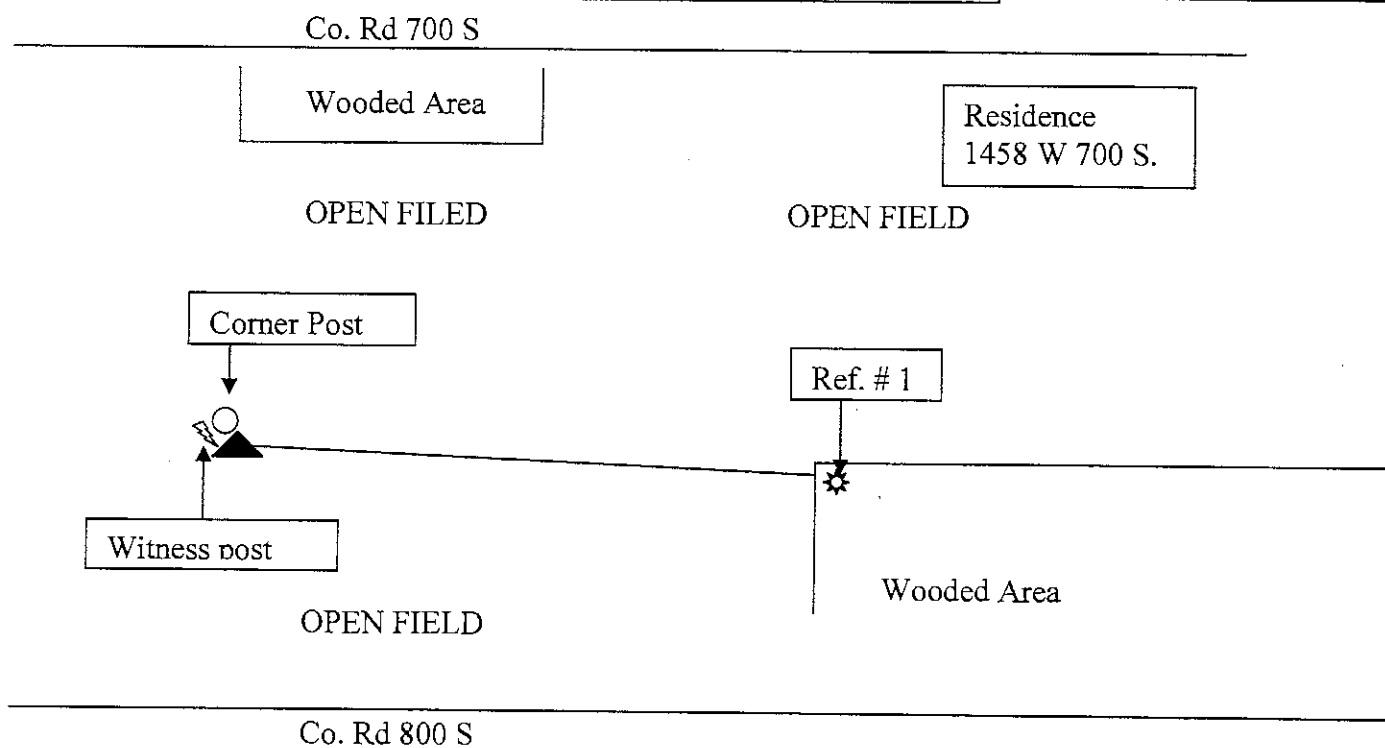 Co. Rd 700 S
Wooded Area
Residence
1458 W 700 S.
OPEN FILED
OPEN FIELD
Corner Post
Ref. # 1
Witness post
Wooded Area
OPEN FIELD
Co. Rd 800 S